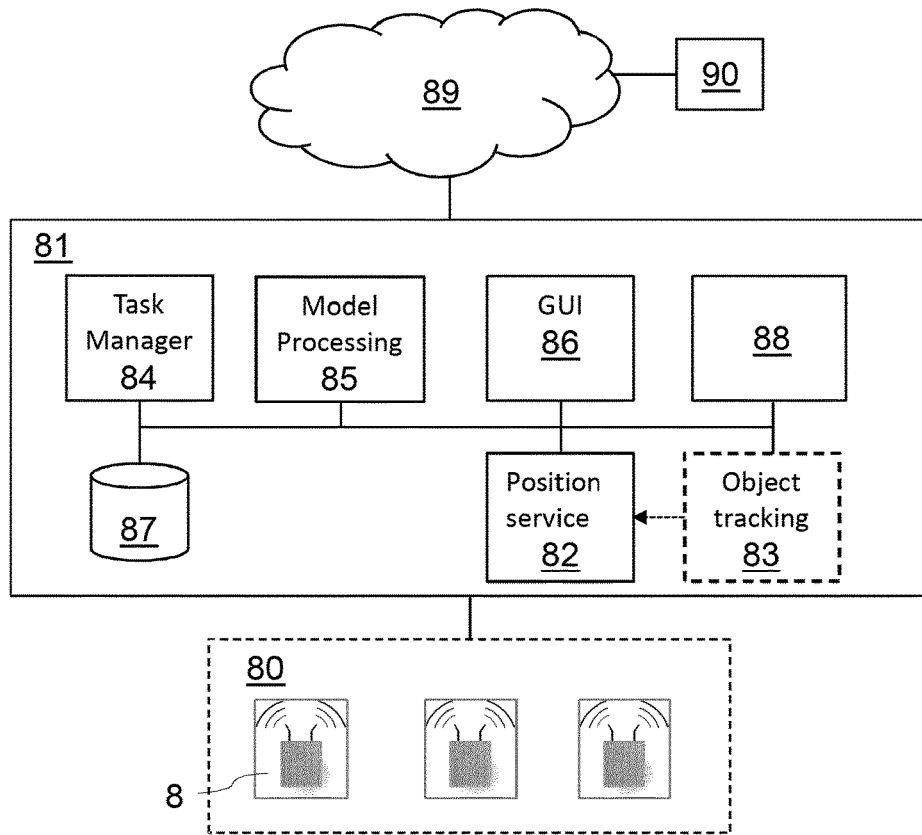 89
90
81
Task
Manager
84
Model
Processing
85
GUI
86
88
87
Position
service
82
Object
tracking
83
80
8